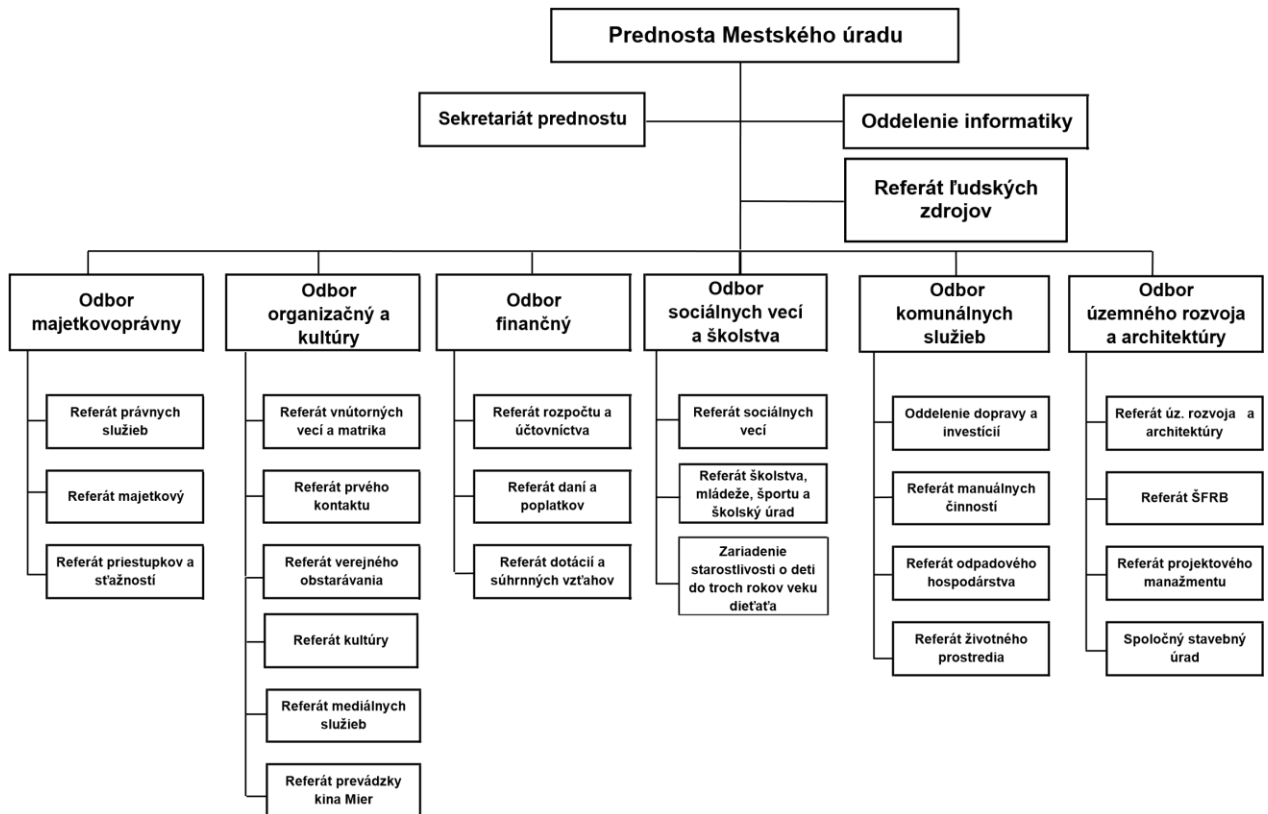 Prednosta Mestského úradu
Sekretariát prednostu
Oddelenie informatiky
Referát ľudských
zdrojov
Odbor
majetkovoprávny
Odbor
organizačný a
kultúry
Odbor
finančný
Odbor
sociálnych vecí
a školstva
Odbor
komunálnych
služieb
Odbor
územného rozvoja
a architektúry
Referát právnych
služieb
Referát majetkový
Referát priestupkov a
sťažností
Referát vnútorných
vecí a matrika
Referát prvého
kontaktu
Referát verejného
obstarávania
Referát kultúry
Referát mediálnych
služieb
Referát prevádzky
kina Mier
Referát rozpočtu a
účtovníctva
Referát daní a
poplatkov
Referát dotácií a
súhrnných vzťahov
Referát sociálnych
vecí
Referát školstva,
mládeže, športu a
školský úrad
Zariadenie
starostlivosti o deti
do troch rokov veku
dieťaťa
Oddelenie dopravy a
investícií
Referát manuálnych
činností
Referát odpadového
hospodárstva
Referát životného
prostredia
Referát úz. rozvoja a
architektúry
Referát ŠFRB
Referát projektového
manažmentu
Spoločný stavebný
úrad